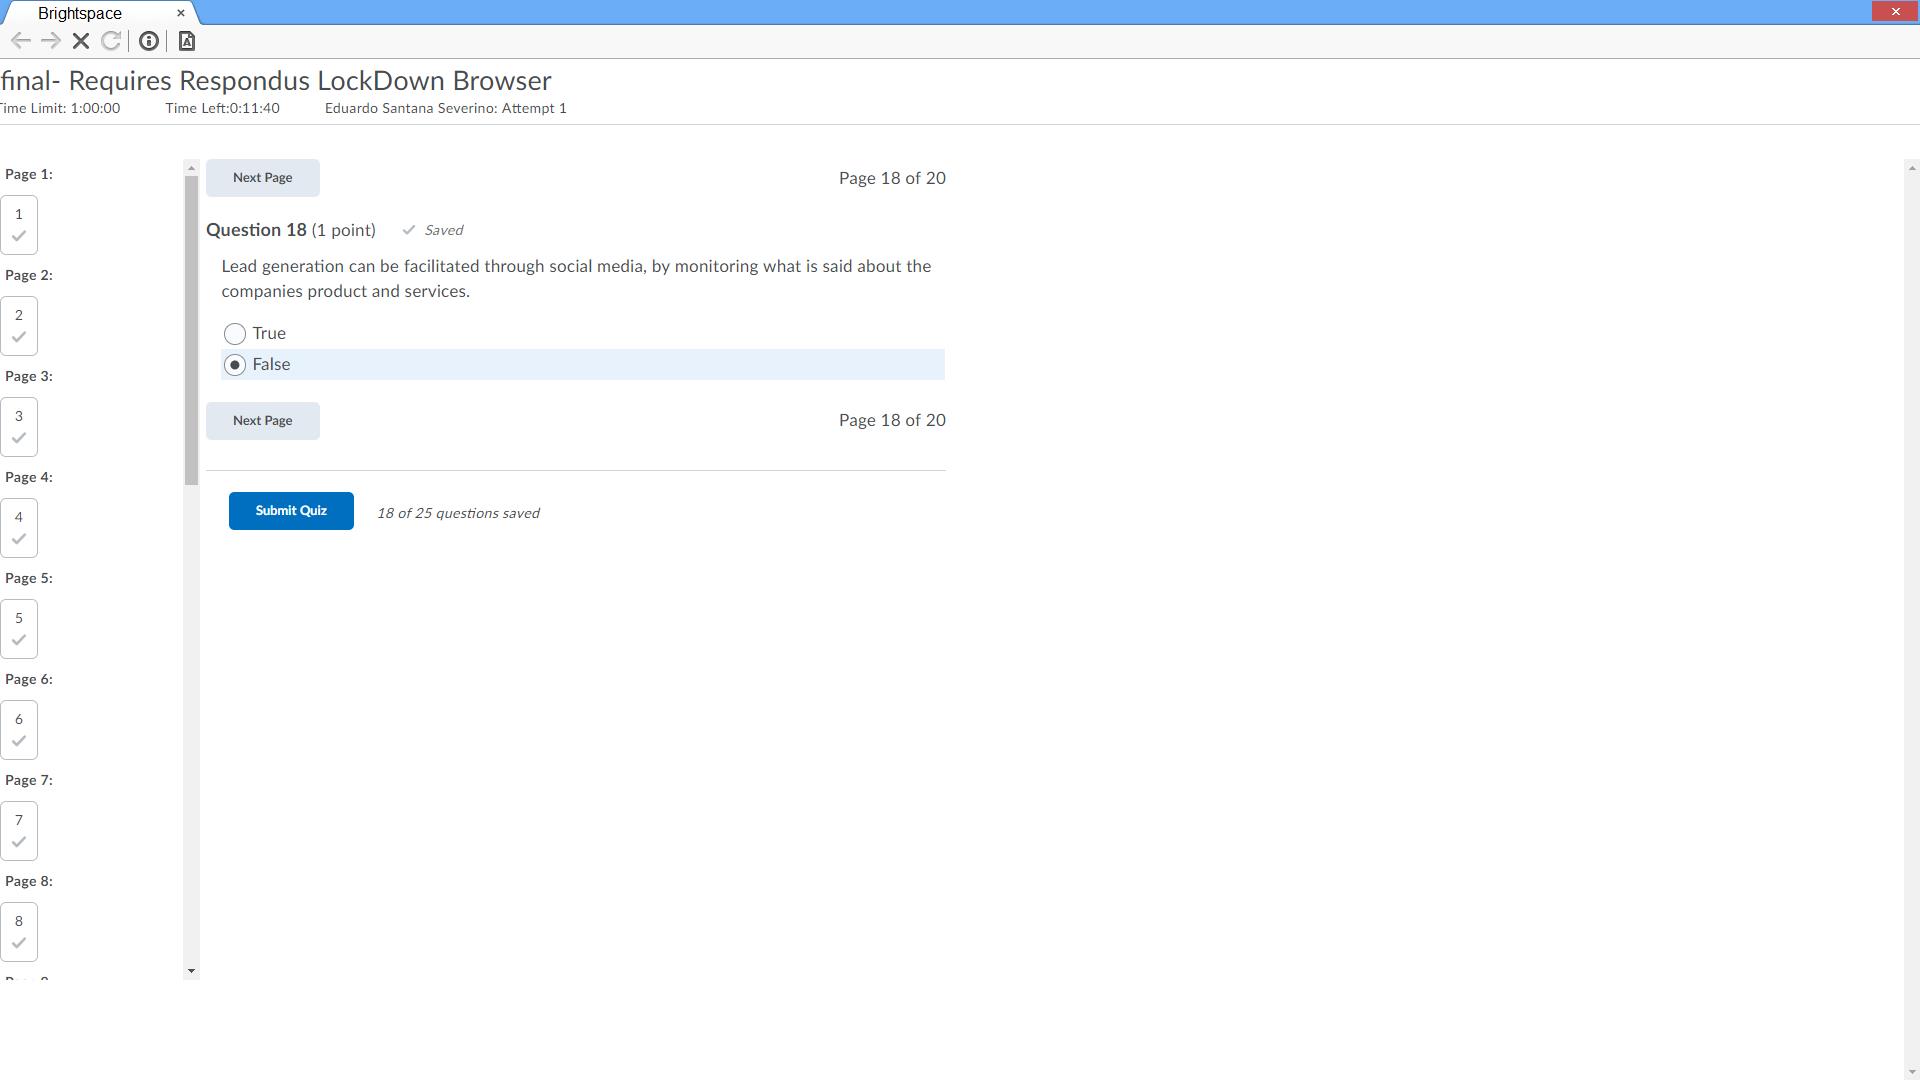 Brightspace
final- Requires Respondus LockDown Browser
Time Limit: 1:00:00 Time Left:0:11:40 Eduardo Santana Severino: Attempt 1
Page 1:
1
Page 2:
2
Page 3:
3
Page 4:
4
Page 5:
5
Page 6:
6
Page 7:
7
Page 8:
8
Next Page Page 18 of 20
Question 18 (1 point) Saved
Lead generation can be facilitated through social media, by monitoring what is said about the
companies product and services.
True
False
Next Page Page 18 of 20
Submit Quiz 18 of 25 questions saved